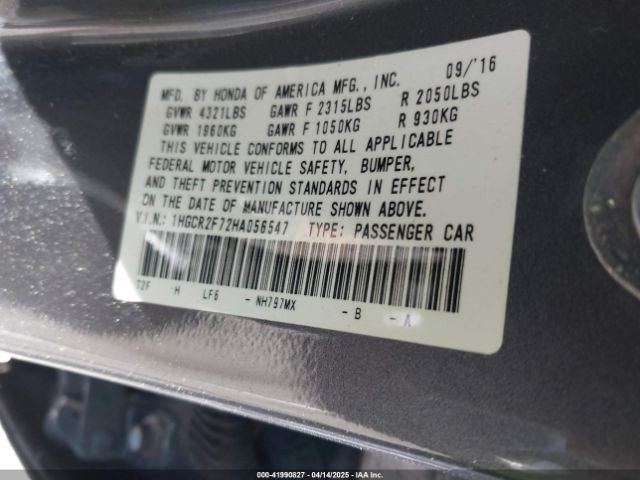 MFD. BY HONDA OF AMERICA MFG., INC. 09/'16
GVWR 4321LBS GAWR F 2315LBS R 2050LBS
GVWR 1960KG GAWR F 1050KG R 930KG
THIS VEHICLE CONFORMS TO ALL APPLICABLE
FEDERAL MOTOR VEHICLE SAFETY, BUMPER,
AND THEFT PREVENTION STANDARDS IN EFFECT
ON THE DATE OF MANUFACTURE SHOWN ABOVE.
V.I.N.: 1HGCR2F72HA056547 TYPE: PASSENGER CAR
T2F H LF6 - NH797MX - B - A
000-41990827 04/14/2025 IAA Inc.